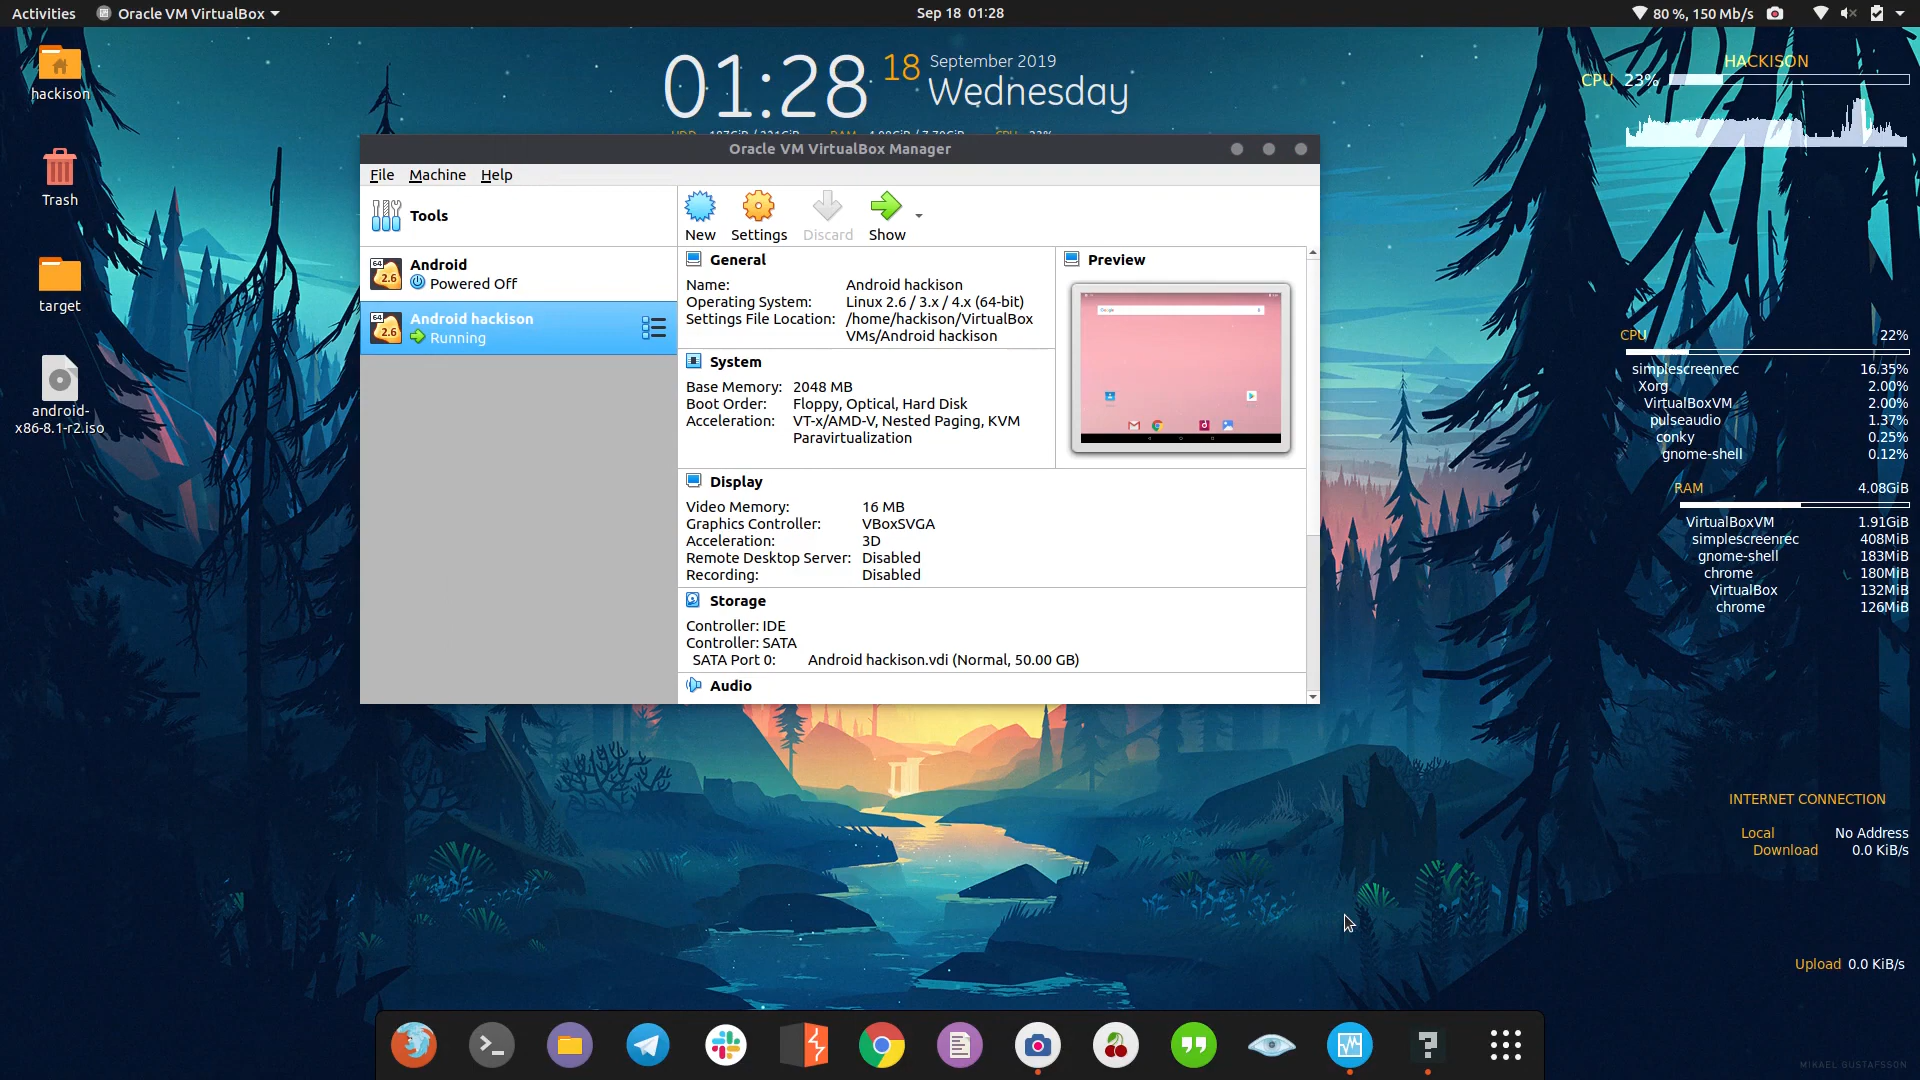 Activities
Oracle VM VirtualBox
Sep 18 01:28
80 %, 150 Mb/s
hackison
Trash
target
android-
x86-8.1-r2.iso
01:28
18
September 2019
Wednesday
HACKISON
CPU 23%
Oracle VM VirtualBox Manager
File Machine Help
Tools
New
Settings
Discard
Show
64
2.6
Android
Powered Off
64
2.6
Android hackison
Running
General
Name: Android hackison
Operating System: Linux 2.6 / 3.x / 4.x (64-bit)
Settings File Location: /home/hackison/VirtualBox
VMs/Android hackison
Preview
System
Base Memory: 2048 MB
Boot Order: Floppy, Optical, Hard Disk
Acceleration: VT-x/AMD-V, Nested Paging, KVM
Paravirtualization
Display
Video Memory: 16 MB
Graphics Controller: VBoxSVGA
Acceleration: 3D
Remote Desktop Server: Disabled
Recording: Disabled
Storage
Controller: IDE
Controller: SATA
SATA Port 0: Android hackison.vdi (Normal, 50.00 GB)
Audio
CPU 22%
simplescreenrec 16.35%
Xorg 2.00%
VirtualBoxVM 2.00%
pulseaudio 1.37%
conky 0.25%
gnome-shell 0.12%
RAM 4.08GiB
VirtualBoxVM 1.91GiB
simplescreenrec 408MiB
gnome-shell 183MiB
chrome 180MiB
VirtualBox 132MiB
chrome 126MiB
INTERNET CONNECTION
Local No Address
Download 0.0 KiB/s
Upload 0.0 KiB/s
MIKAEL GUSTAFSSON